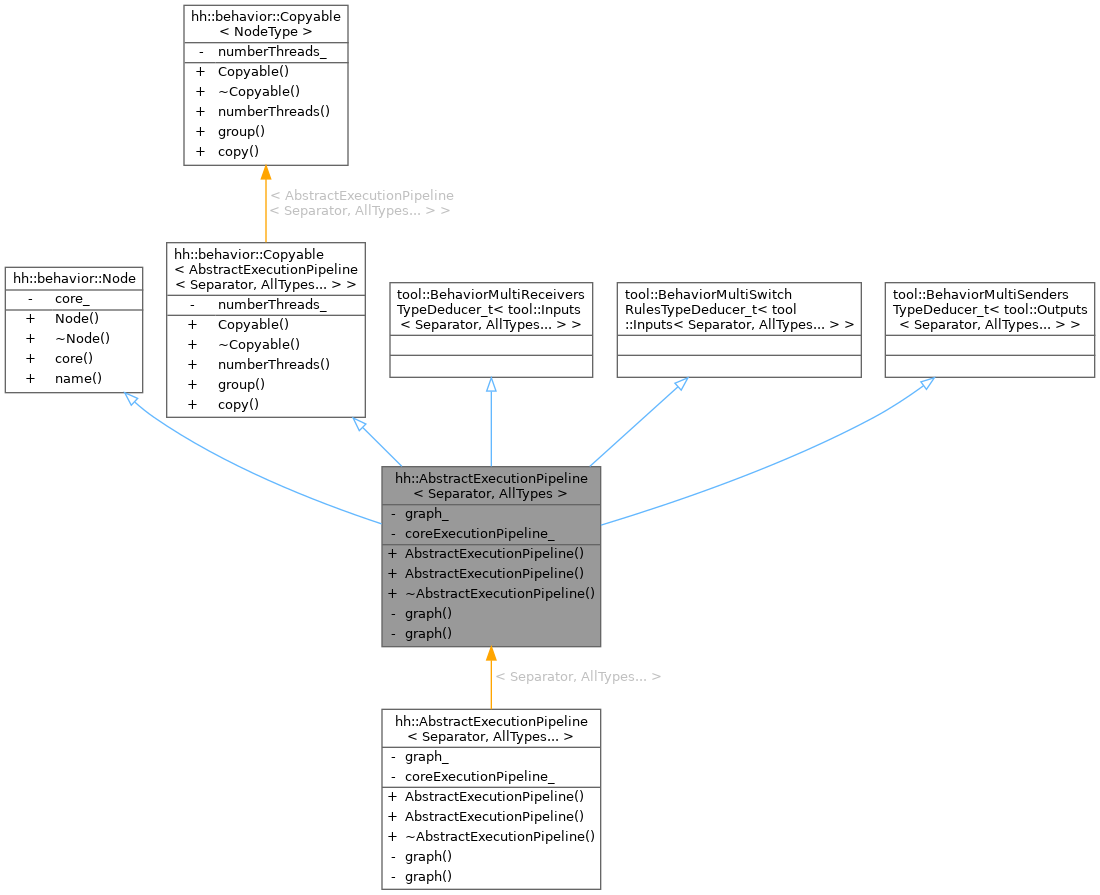 hh::behavior::Copyable
< NodeType >
- numberThreads_
+ Copyable()
+ ~Copyable()
+ numberThreads()
+ group()
+ copy()
< AbstractExecutionPipeline
< Separator, AllTypes... > >
hh::behavior::Node
- core_
+ Node()
+ ~Node()
+ core()
+ name()
hh::behavior::Copyable
< AbstractExecutionPipeline
< Separator, AllTypes... > >
- numberThreads_
+ Copyable()
+ ~Copyable()
+ numberThreads()
+ group()
+ copy()
tool::BehaviorMultiReceivers
TypeDeducer_t< tool::Inputs
< Separator, AllTypes... > >
tool::BehaviorMultiSwitch
RulesTypeDeducer_t< tool
::Inputs< Separator, AllTypes... > >
tool::BehaviorMultiSenders
TypeDeducer_t< tool::Outputs
< Separator, AllTypes... > >
hh::AbstractExecutionPipeline
< Separator, AllTypes >
- graph_
- coreExecutionPipeline_
+ AbstractExecutionPipeline()
+ AbstractExecutionPipeline()
+ ~AbstractExecutionPipeline()
- graph()
- graph()
< Separator, AllTypes... >
hh::AbstractExecutionPipeline
< Separator, AllTypes... >
- graph_
- coreExecutionPipeline_
+ AbstractExecutionPipeline()
+ AbstractExecutionPipeline()
+ ~AbstractExecutionPipeline()
- graph()
- graph()